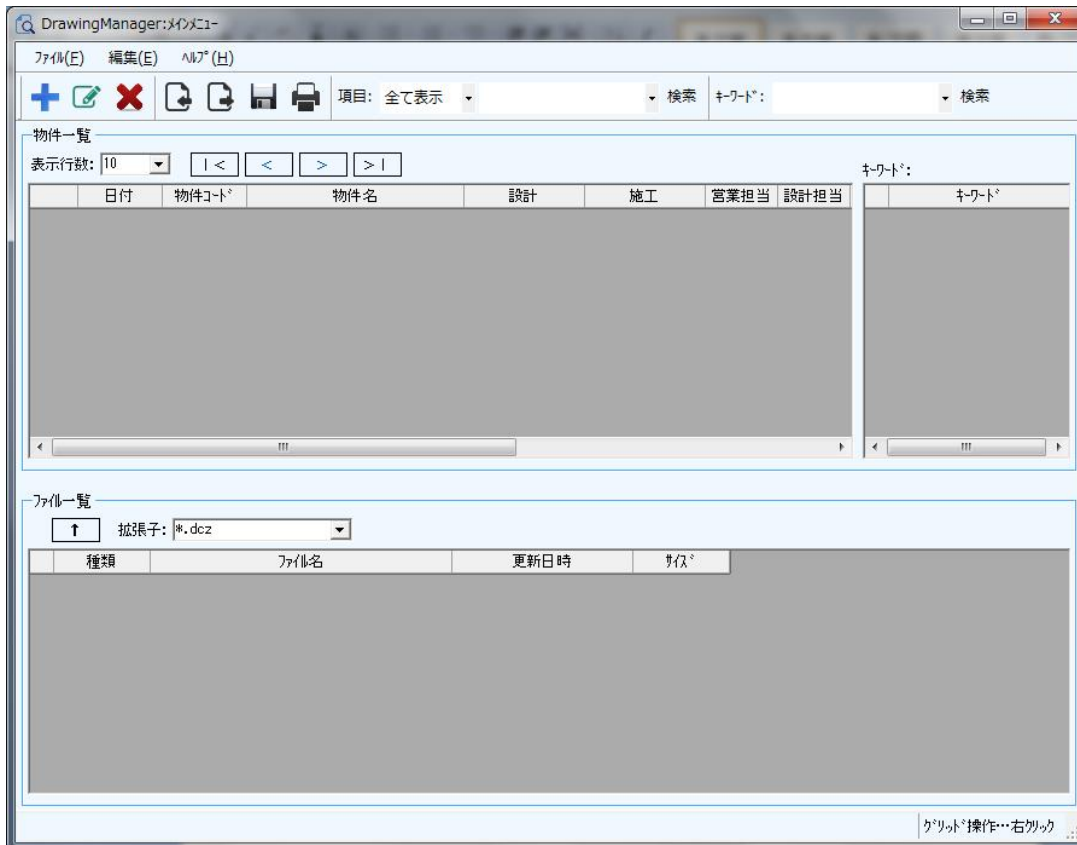 DrawingManager:ﾒｲﾝﾒﾆｭｰ
ﾌｧｲﾙ(F) 編集(E) ﾍﾙﾌﾟ(H)
項目: 全て表示 検索 ｷｰﾜｰﾄﾞ: 検索
物件一覧
表示行数: 10 |< < > >| ｷｰﾜｰﾄﾞ:
日付 物件ｺｰﾄﾞ 物件名 設計 施工 営業担当 設計担当 ｷｰﾜｰﾄﾞ
ﾌｧｲﾙ一覧
↑ 拡張子: *.dcz
種類 ﾌｧｲﾙ名 更新日時 ｻｲｽﾞ
ｸﾞﾘｯﾄﾞ操作…右ｸﾘｯｸ